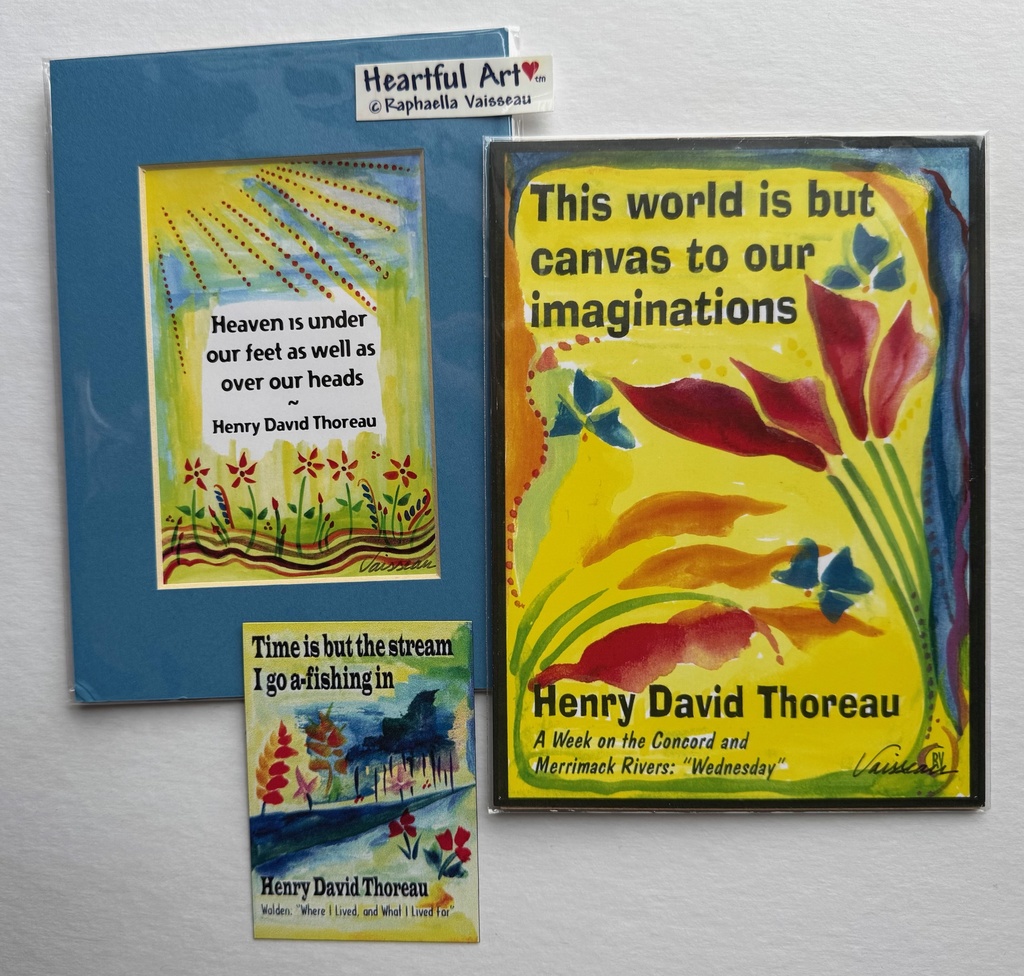 Heartful Art™
© Raphaella Vaisseau
Heaven is under
our feet as well as
over our heads
~
Henry David Thoreau
Vaisseau
This world is but
canvas to our
imaginations
Henry David Thoreau
A Week on the Concord and
Merrimack Rivers: "Wednesday"
Vaisseau
RV
Time is but the stream
I go a-fishing in
Henry David Thoreau
Walden: "Where I Lived, and What I Lived For"